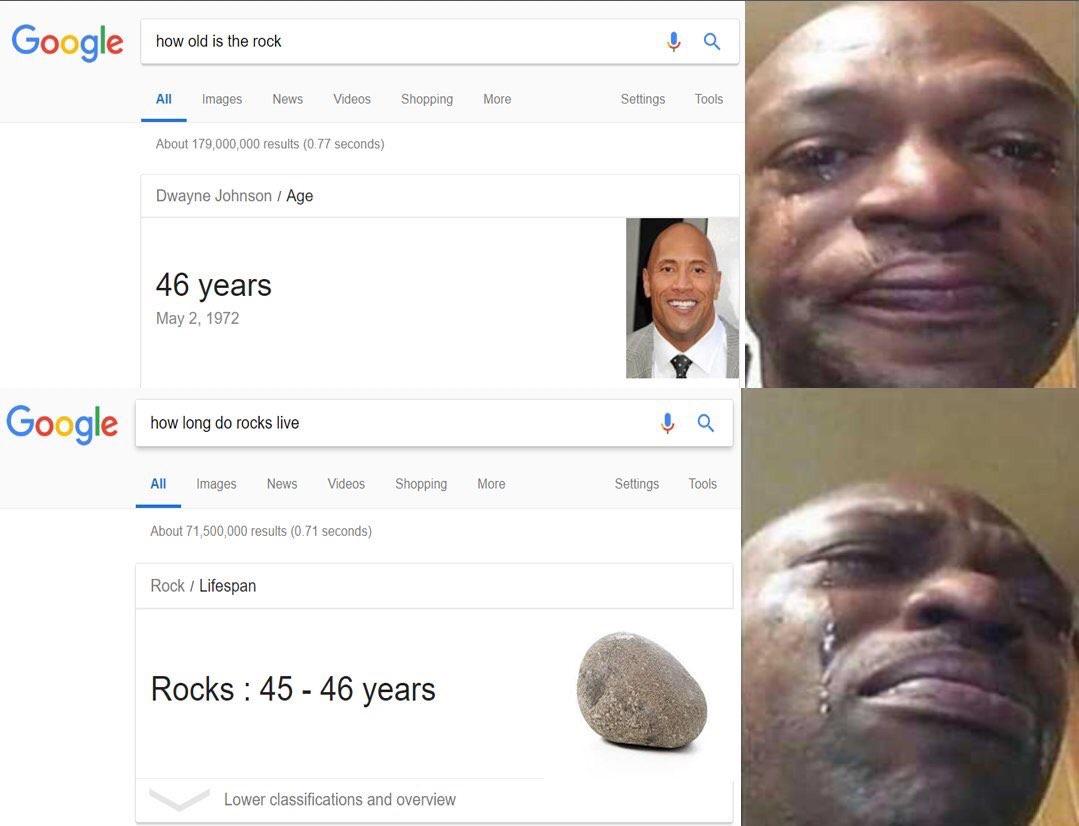 Google
how old is the rock
All Images News Videos Shopping More Settings Tools
About 179,000,000 results (0.77 seconds)
Dwayne Johnson / Age
46 years
May 2, 1972
Google
how long do rocks live
All Images News Videos Shopping More Settings Tools
About 71,500,000 results (0.71 seconds)
Rock / Lifespan
Rocks : 45 - 46 years
Lower classifications and overview